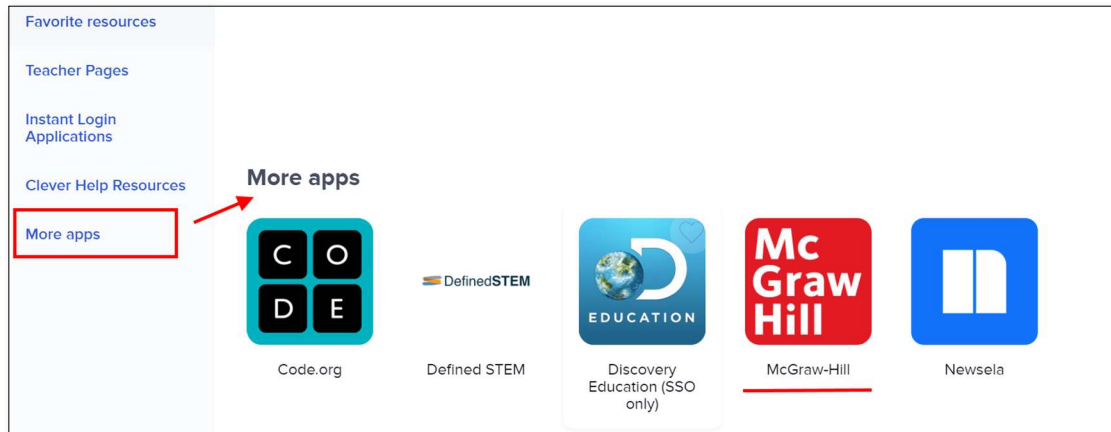 Favorite resources
Teacher Pages
Instant Login
Applications
Clever Help Resources
More apps
More apps
C O
D E
DefinedSTEM
D
EDUCATION
Mc
Graw
Hill
Code.org
Defined STEM
Discovery
Education (SSO
only)
McGraw-Hill
Newsela